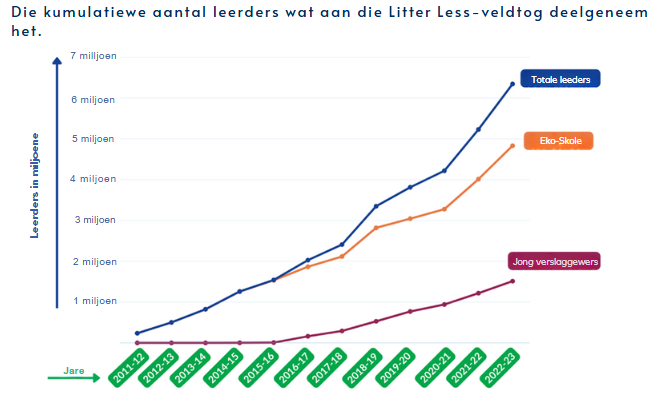 Die kumulatiewe aantal leerders wat aan die Litter Less-veldtog deelgeneem
het.
7 miljoen
6 miljoen
5 miljoen
4 miljoen
3 miljoen
2 miljoen
1 miljoen
Leerders in miljoene
Totale leeders
Eko-Skole
Jong verslaggewers
Jare
2011-12
2012-13
2013-14
2014-15
2015-16
2016-17
2017-18
2018-19
2019-20
2020-21
2021-22
2022-23